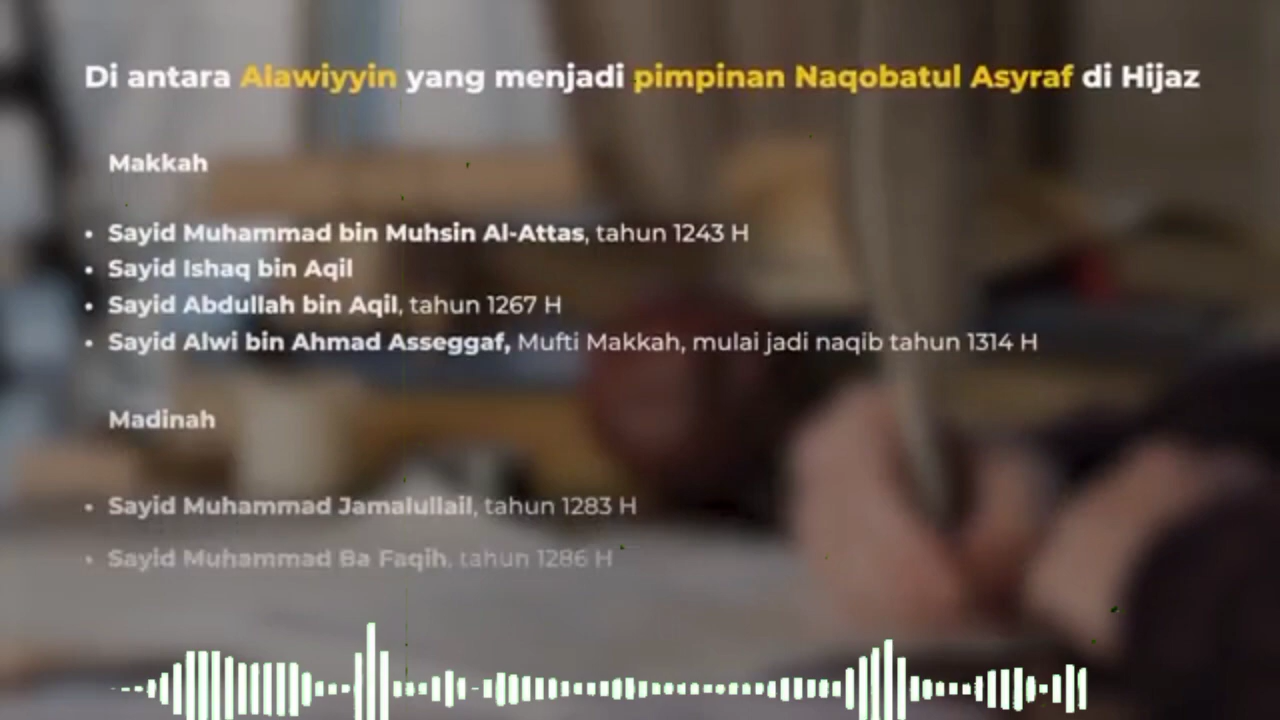 Di antara Alawiyyin yang menjadi pimpinan Naqobatul Asyraf di Hijaz
Makkah
• Sayid Muhammad bin Muhsin Al-Attas, tahun 1243 H
• Sayid Ishaq bin Aqil
• Sayid Abdullah bin Aqil, tahun 1267 H
• Sayid Alwi bin Ahmad Asseggaf, Mufti Makkah, mulai jadi naqib tahun 1314 H
Madinah
• Sayid Muhammad Jamalullail, tahun 1283 H
• Sayid Muhammad Ba Faqih, tahun 1286 H